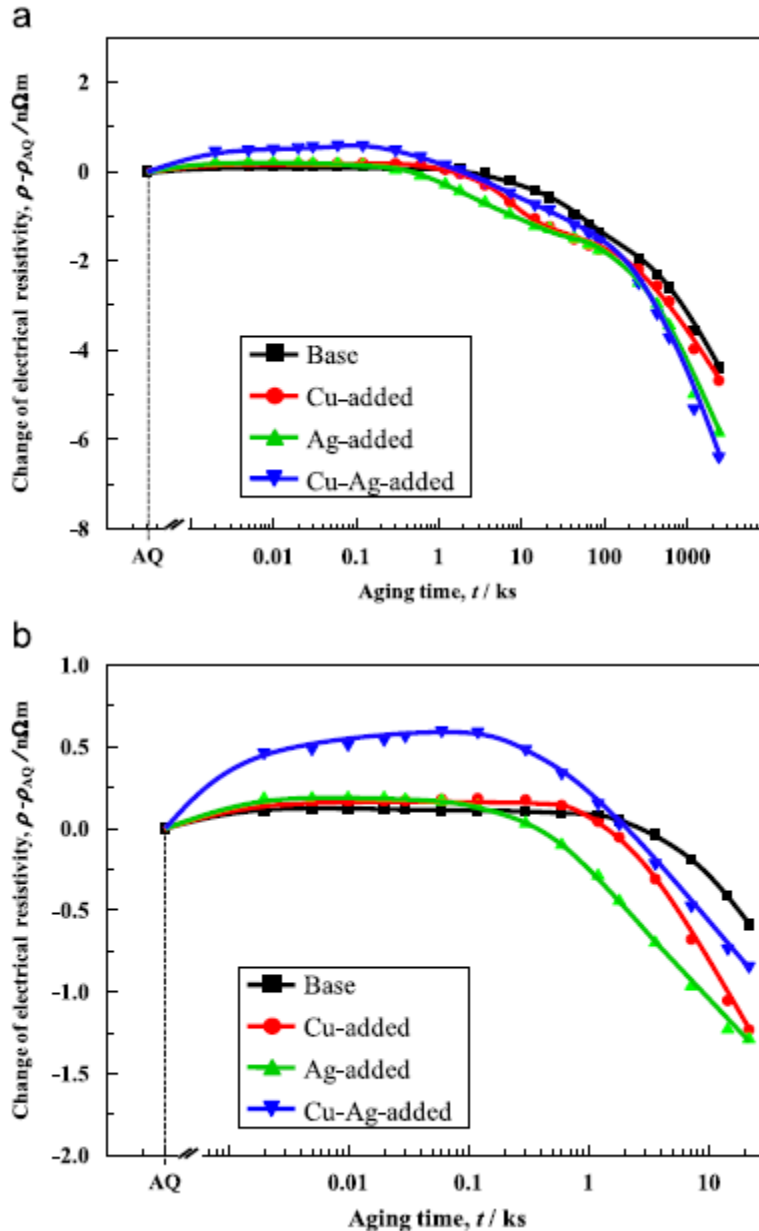 a
Change of electrical resistivity, ρ-ρAQ /nΩm
2
0
-2
-4
-6
-8
Base
Cu-added
Ag-added
Cu-Ag-added
AQ 0.01 0.1 1 10 100 1000
Aging time, t / ks
b
Change of electrical resistivity, ρ-ρAQ /nΩm
1.0
0.5
0.0
-0.5
-1.0
-1.5
-2.0
Base
Cu-added
Ag-added
Cu-Ag-added
AQ 0.01 0.1 1 10
Aging time, t / ks